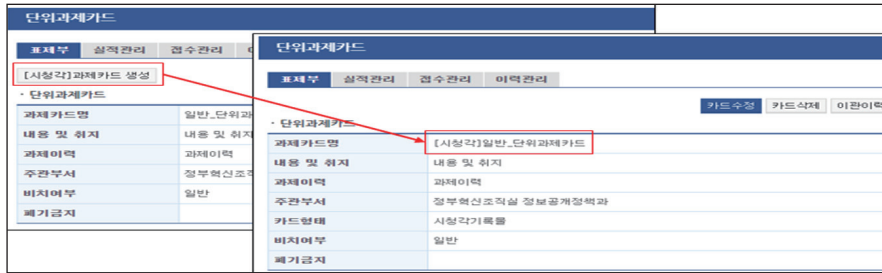 단위과제카드
표제부 실적관리 접수관리
[시청각]과제카드 생성
· 단위과제카드
과제카드명 일반_단위과
내용 및 취지 내용 및 취지
과제이력 과제이력
주관부서 정부혁신조직
비치여부 일반
폐기금지
단위과제카드
표제부 실적관리 접수관리 이력관리
카드수정 카드삭제 이관이력
· 단위과제카드
과제카드명 [시청각]일반_단위과제카드
내용 및 취지 내용 및 취지
과제이력 과제이력
주관부서 정부혁신조직실 정보공개정책과
카드형태 시청각기록물
비치여부 일반
폐기금지